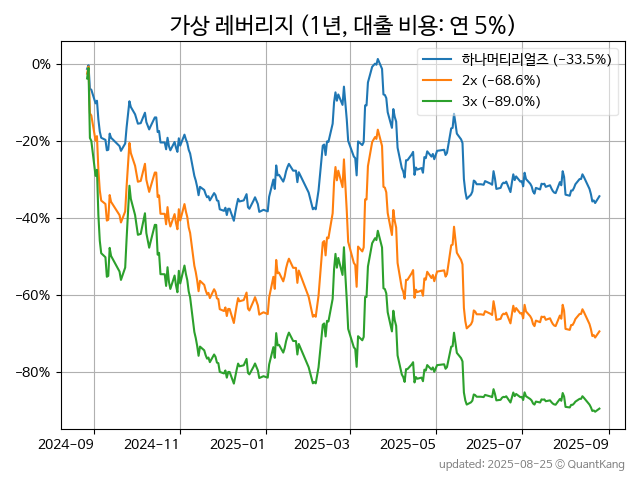 가상 레버리지 (1년, 대출 비용: 연 5%)
하나머티리얼즈 (-33.5%)
2x (-68.6%)
3x (-89.0%)
0%
-20%
-40%
-60%
-80%
2024-09 2024-11 2025-01 2025-03 2025-05 2025-07 2025-09
updated: 2025-08-25 © QuantKang